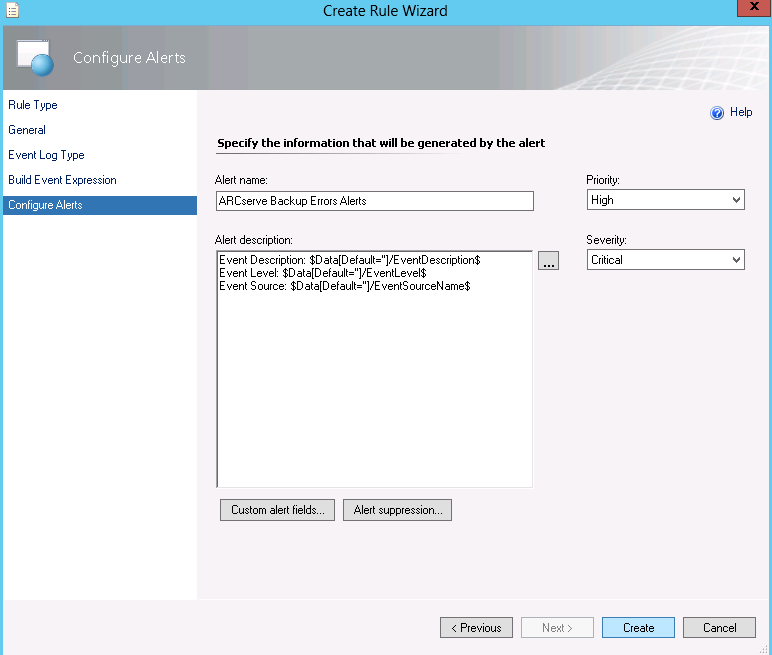 Create Rule Wizard
X
Configure Alerts
Rule Type
General
Event Log Type
Build Event Expression
Configure Alerts
Help
Specify the information that will be generated by the alert
Alert name:
ARCserve Backup Errors Alerts
Priority:
High
Alert description:
Event Description: $Data[Default='']/EventDescription$
Event Level: $Data[Default='']/EventLevel$
Event Source: $Data[Default='']/EventSourceName$
...
Severity:
Critical
Custom alert fields...
Alert suppression...
< Previous
Next >
Create
Cancel